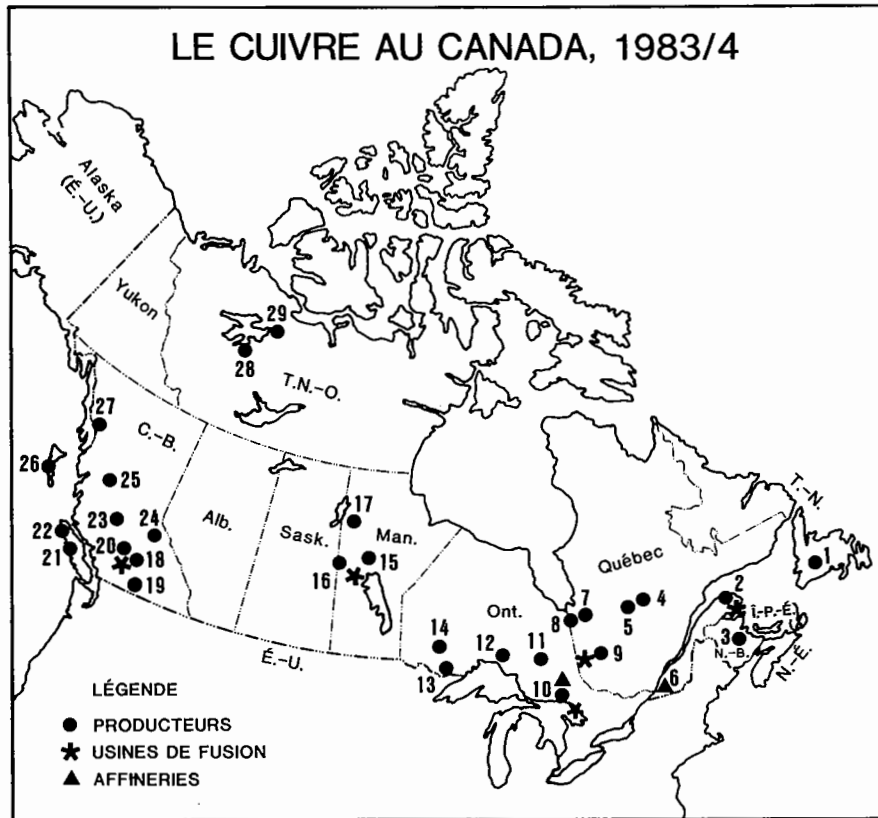 LE CUIVRE AU CANADA, 1983/4
Alaska
(É.-U.)
Yukon
29
28
T.N.-O.
27
C.-B.
26
25
T.-N.
17
22
23
24
Alb.
Sask.
Man.
Québec
21
20
18
16
15
1
19
Ont.
8
7
5
4
2
Î.-P.-É.
14
12
11
9
3
N.-B.
N.-É.
É.-U.
13
10
6
LÉGENDE
PRODUCTEURS
USINES DE FUSION
AFFINERIES